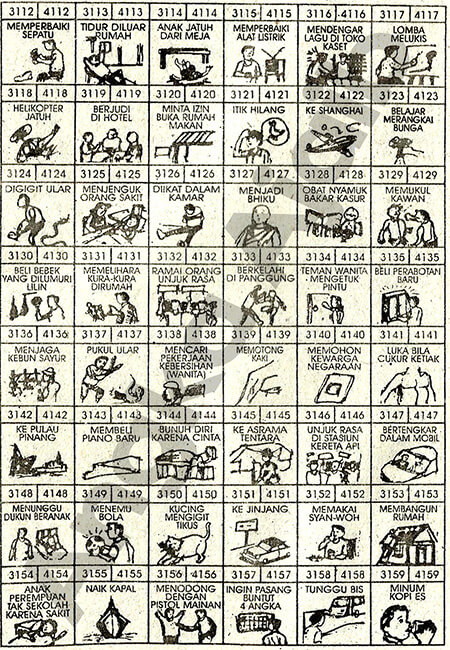 3112 4112
MEMPERBAIKI
SEPATU
3113 4113
TIDUR DILUAR
RUMAH
3114 4114
ANAK JATUH
DARI MEJA
3115 4115
MEMPERBAIKI
ALAT LISTRIK
3116 4116
MENDENGAR
LAGU DI TOKO
KASET
3117 4117
LOMBA
MELUKIS
3118 4118
HELIKOPTER
JATUH
3119 4119
BERJUDI
DI HOTEL
3120 4120
MINTA IZIN
BUKA RUMAH
MAKAN
3121 4121
ITIK HILANG
3122 4122
KE SHANGHAI
3123 4123
BELAJAR
MERANGKAI
BUNGA
3124 4124
DIGIGIT ULAR
3125 4125
MENJENGUK
ORANG SAKIT
3126 4126
DIIKAT DALAM
KAMAR
3127 4127
MENJADI
BHIKU
3128 4128
OBAT NYAMUK
BAKAR KASUR
3129 4129
MEMUKUL
KAWAN
3130 4130
BELI BEBEK
YANG DILUMURI
LILIN
3131 4131
MEMELIHARA
KURA-KURA
DIRUMAH
3132 4132
RAMAI ORANG
UNJUK RASA
3133 4133
BERKELAHI
DI PANGGUNG
3134 4134
TEMAN WANITA
MENGETUK
PINTU
3135 4135
BELI PERABOTAN
BARU
3136 4136
MENJAGA
KEBUN SAYUR
3137 4137
PUKUL ULAR
3138 4138
MENCARI
PEKERJAAN
KEBERSIHAN
(WANITA)
3139 4139
MEMOTONG
KAKI
3140 4140
MEMOHON
KEWARGA
NEGARAAN
3141 4141
LUKA BILA
CUKUR KETIAK
3142 4142
KE PULAU
PINANG
3143 4143
MEMBELI
PIANO BARU
3144 4144
BUNUH DIRI
KARENA CINTA
3145 4145
KE ASRAMA
TENTARA
3146 4146
UNJUK RASA
DI STASIUN
KERETA API
3147 4147
BERTENGKAR
DALAM MOBIL
3148 4148
MENUNGGU
DUKUN BERANAK
3149 4149
MENEMU
BOLA
3150 4150
KUCING
MENGIGIT
TIKUS
3151 4151
KE JINJANG
3152 4152
MEMAKAI
SYAN-WOH
3153 4153
MEMBANGUN
RUMAH
3154 4154
ANAK
PEREMPUAN
TAK SEKOLAH
KARENA SAKIT
3155 4155
NAIK KAPAL
3156 4156
MENODONG
DENGAN
PISTOL MAINAN
3157 4157
INGIN PASANG
BUNTUT
4 ANGKA
3158 4158
TUNGGU BIS
3159 4159
MINUM
KOPI ES